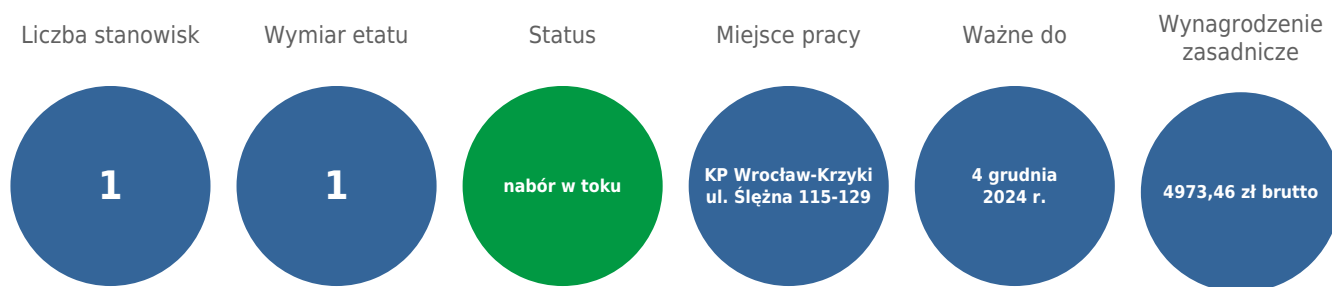 Liczba stanowisk
1
Wymiar etatu
1
Status
nabór w toku
Miejsce pracy
KP Wrocław-Krzyki
ul. Ślężna 115-129
Ważne do
4 grudnia
2024 r.
Wynagrodzenie
zasadnicze
4973,46 zł brutto